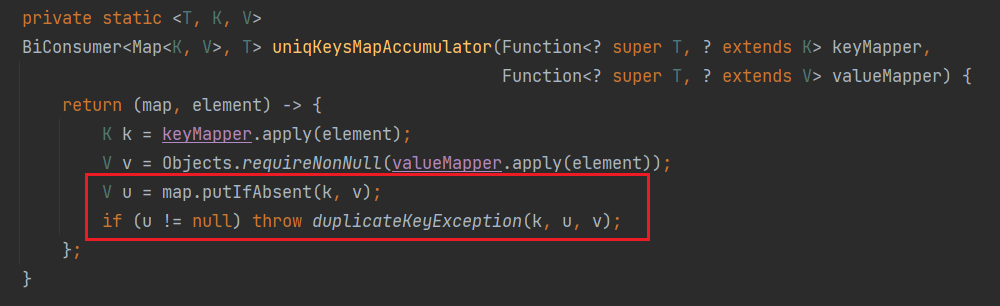 private static <T, K, V>
BiConsumer<Map<K, V>, T> uniqKeysMapAccumulator(Function<? super T, ? extends K> keyMapper,
Function<? super T, ? extends V> valueMapper) {
return (map, element) -> {
K k = keyMapper.apply(element);
V v = Objects.requireNonNull(valueMapper.apply(element));
V u = map.putIfAbsent(k, v);
if (u != null) throw duplicateKeyException(k, u, v);
};
}